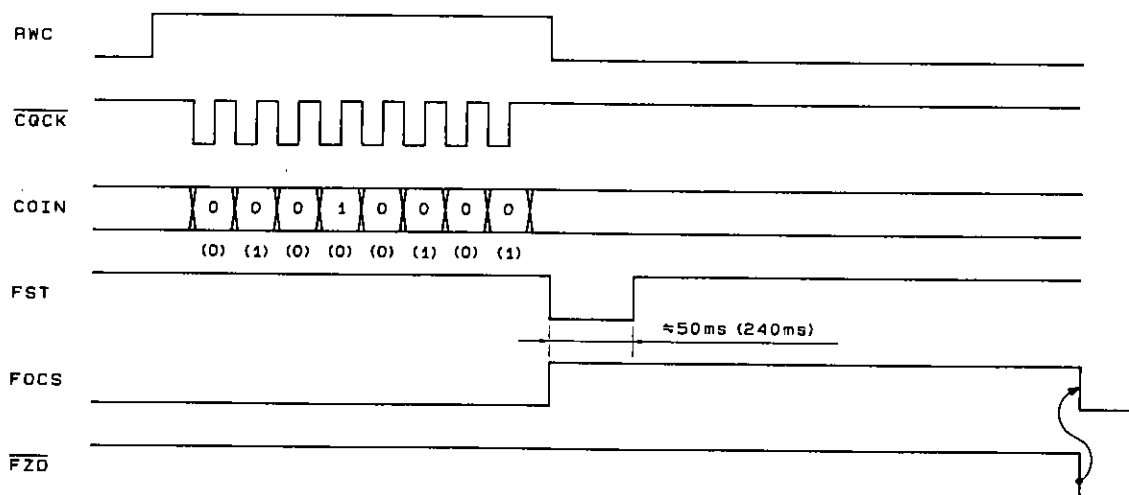 RWC
CQCK
COIN
0 0 0 1 0 0 0 0
(0) (1) (0) (0) (0) (1) (0) (1)
FST
≒50ms (240ms)
FOCS
FZD